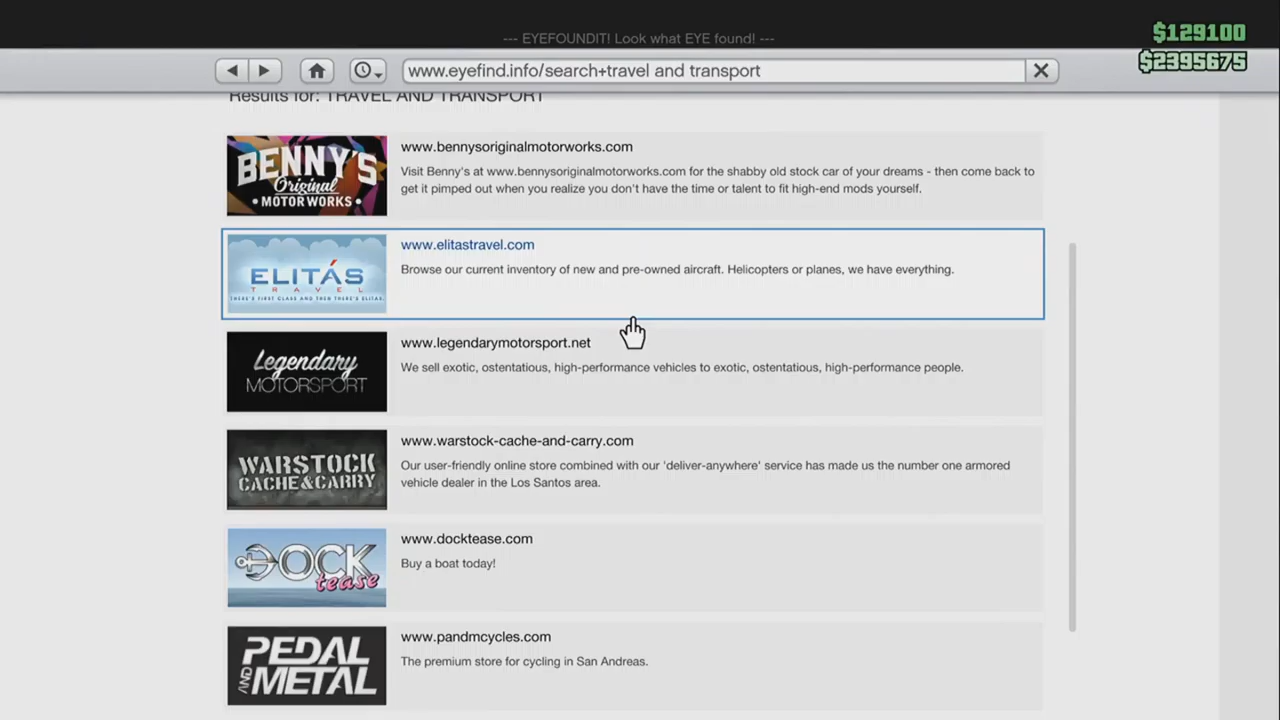 --- EYEFOUNDIT! Look what EYE found! ---
$129100
$2395675
www.eyefind.info/search+travel and transport
Results for: TRAVEL AND TRANSPORT
BENNY'S
Original
MOTOR WORKS
www.bennysoriginalmotorworks.com
Visit Benny's at www.bennysoriginalmotorworks.com for the shabby old stock car of your dreams - then come back to
get it pimped out when you realize you don't have the time or talent to fit high-end mods yourself.
ELITÁS
TRAVEL
THERE'S FIRST CLASS AND THEN THERE'S ELITAS.
www.elitastravel.com
Browse our current inventory of new and pre-owned aircraft. Helicopters or planes, we have everything.
Legendary
MOTORSPORT
www.legendarymotorsport.net
We sell exotic, ostentatious, high-performance vehicles to exotic, ostentatious, high-performance people.
WARSTOCK
CACHE&CARRY
www.warstock-cache-and-carry.com
Our user-friendly online store combined with our 'deliver-anywhere' service has made us the number one armored
vehicle dealer in the Los Santos area.
DOCK
tease
www.docktease.com
Buy a boat today!
PEDAL
AND
METAL
www.pandmcycles.com
The premium store for cycling in San Andreas.